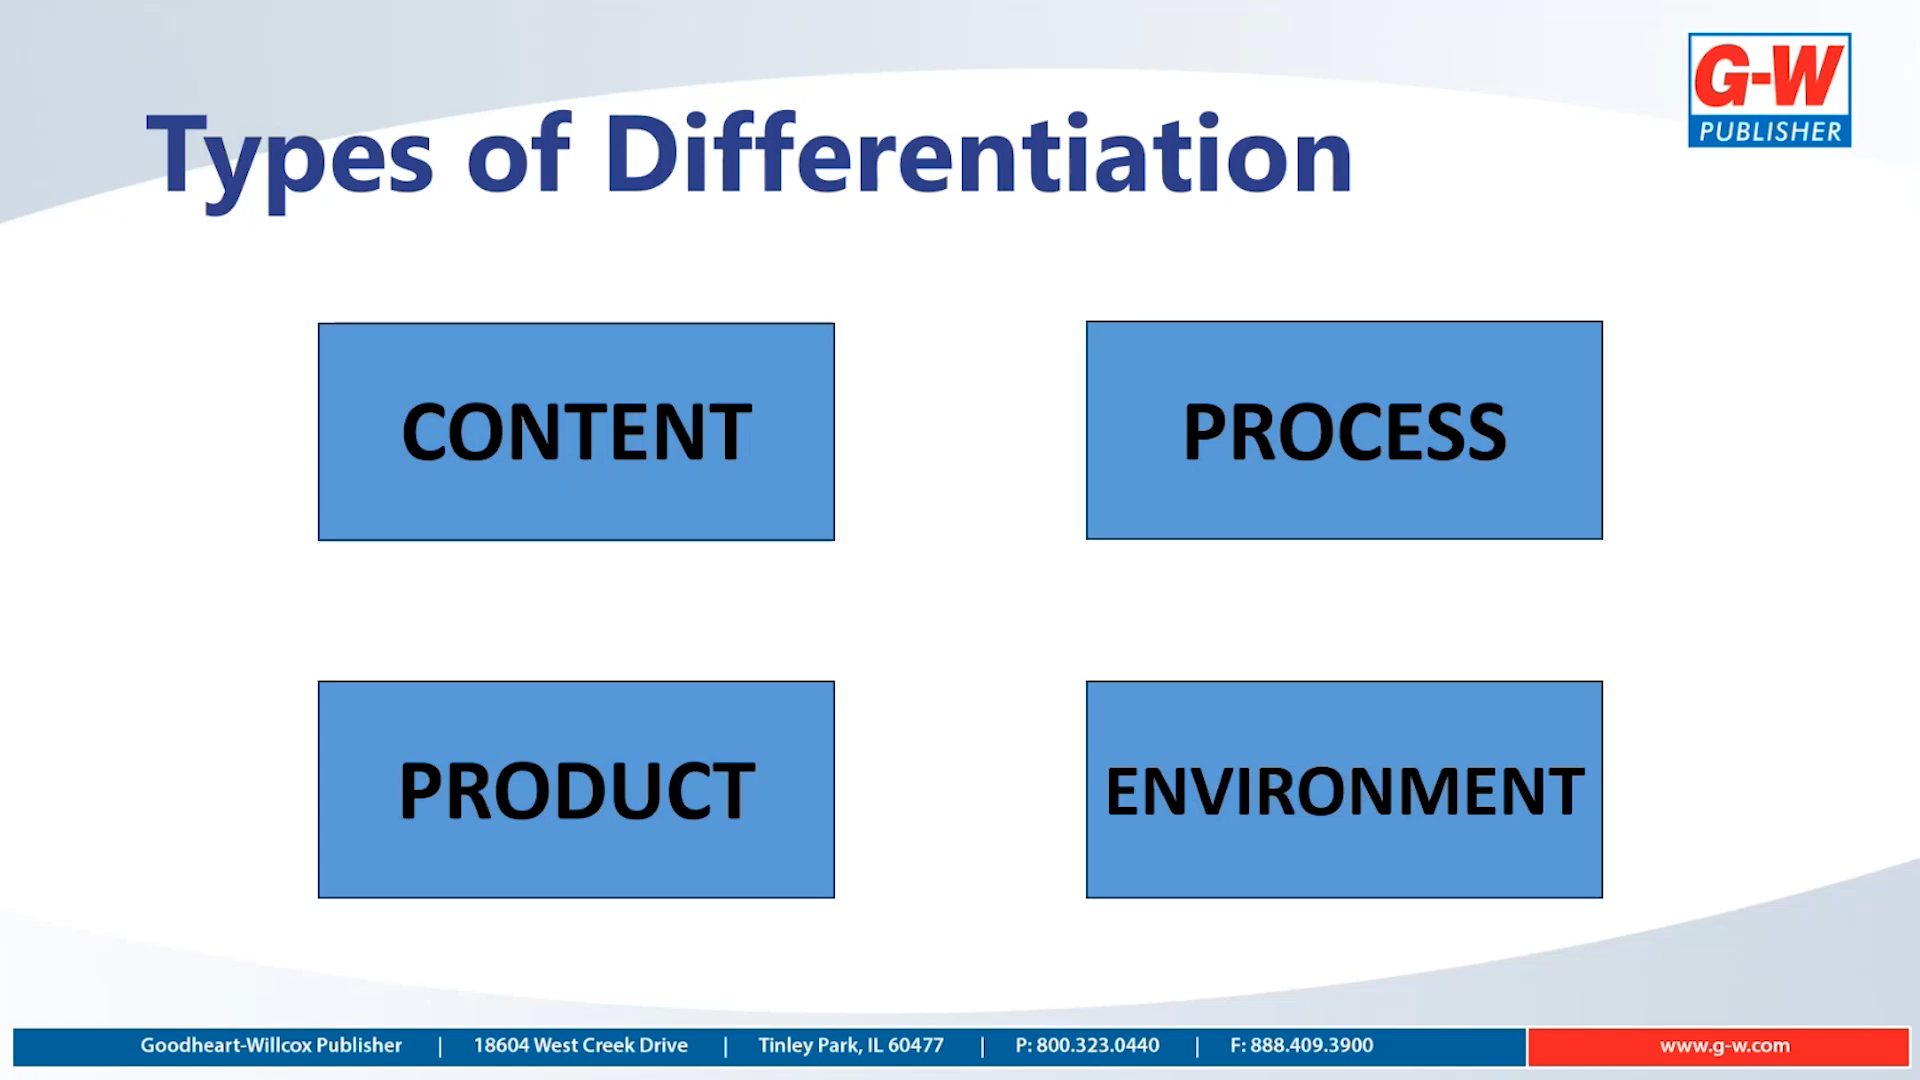 Types of Differentiation
G-W
PUBLISHER
CONTENT
PROCESS
PRODUCT
ENVIRONMENT
Goodheart-Willcox Publisher | 18604 West Creek Drive | Tinley Park, IL 60477 | P: 800.323.0440 | F: 888.409.3900
www.g-w.com